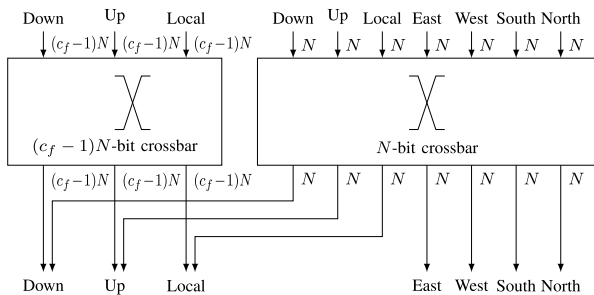 Down Up Local Down Up Local East West South North
(c_f−1)N (c_f−1)N (c_f−1)N N N N N N N N
(c_f − 1)N-bit crossbar N-bit crossbar
(c_f−1)N (c_f−1)N (c_f−1)N N N N N N N N
Down Up Local East West South North